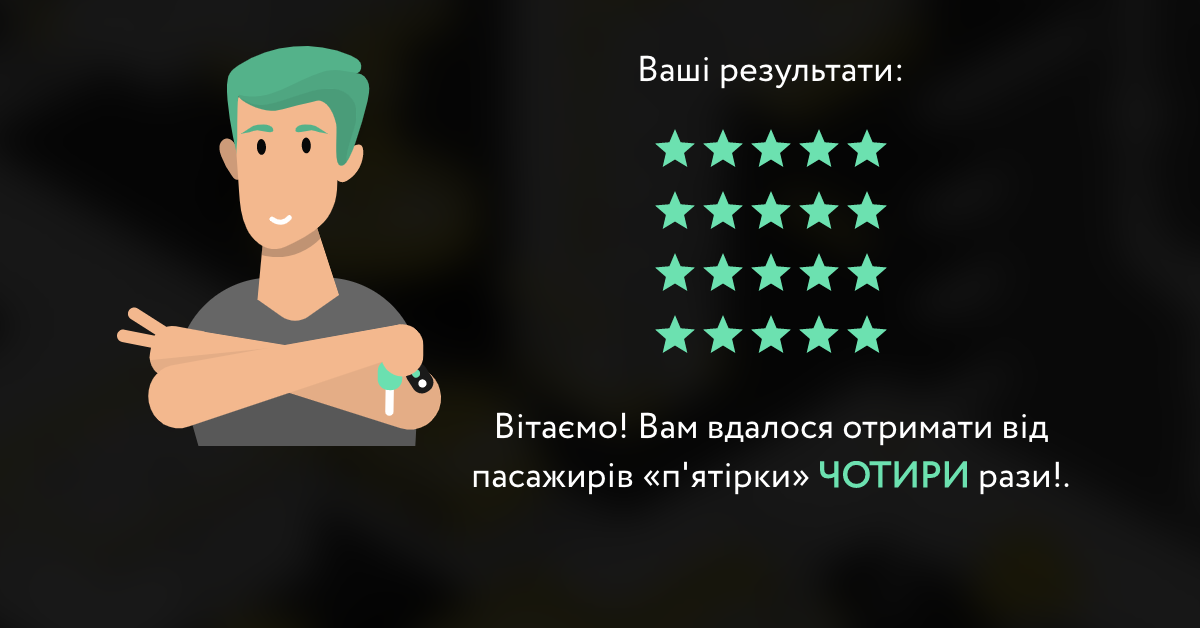 Ваші результати:
Вітаємо! Вам вдалося отримати від
пасажирів «п'ятірки» ЧОТИРИ рази!.